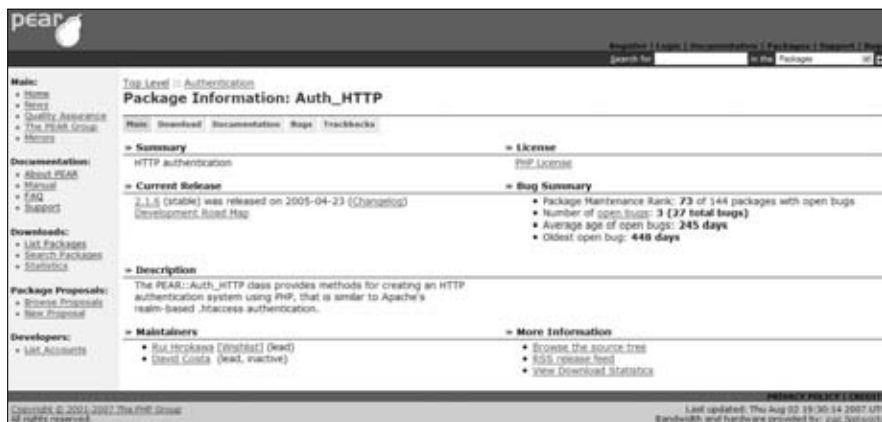 pear
Register | Login | Documentation | Packages | Support | Bugs
Search for in the Packages
Main:
Home
News
Quality Assurance
The PEAR Group
Mirrors
Documentation:
About PEAR
Manual
FAQ
Support
Downloads:
List Packages
Search Packages
Statistics
Package Proposals:
Browse Proposals
New Proposal
Developers:
List Accounts
Top Level :: Authentication
Package Information: Auth_HTTP
Main Download Documentation Bugs Trackbacks
» Summary
HTTP authentication
» License
PHP License
» Current Release
2.1.6 (stable) was released on 2005-04-23 (Changelog)
Development Road Map
» Bug Summary
• Package Maintenance Rank: 73 of 144 packages with open bugs
• Number of open bugs: 3 (27 total bugs)
• Average age of open bugs: 245 days
• Oldest open bug: 448 days
» Description
The PEAR::Auth_HTTP class provides methods for creating an HTTP
authentication system using PHP, that is similar to Apache's
realm-based .htaccess authentication.
» Maintainers
• Rui Hirokawa [Wishlist] (lead)
• David Costa (lead, inactive)
» More Information
• Browse the source tree
• RSS release feed
• View Download Statistics
PRIVACY POLICY | CREDITS
Copyright © 2001-2007 The PHP Group
All rights reserved.
Last updated: Thu Aug 02 19:30:14 2007 UTC
Bandwidth and hardware provided by: pair Networks